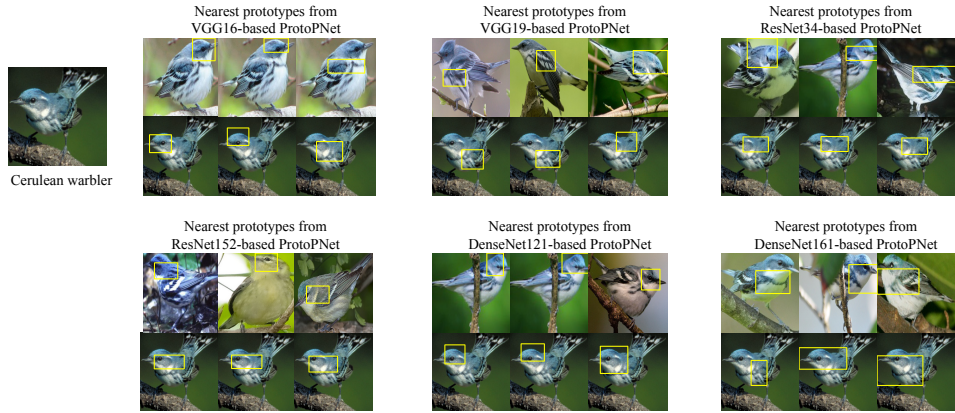 Nearest prototypes from
VGG16-based ProtoPNet
Nearest prototypes from
VGG19-based ProtoPNet
Nearest prototypes from
ResNet34-based ProtoPNet
Cerulean warbler
Nearest prototypes from
ResNet152-based ProtoPNet
Nearest prototypes from
DenseNet121-based ProtoPNet
Nearest prototypes from
DenseNet161-based ProtoPNet